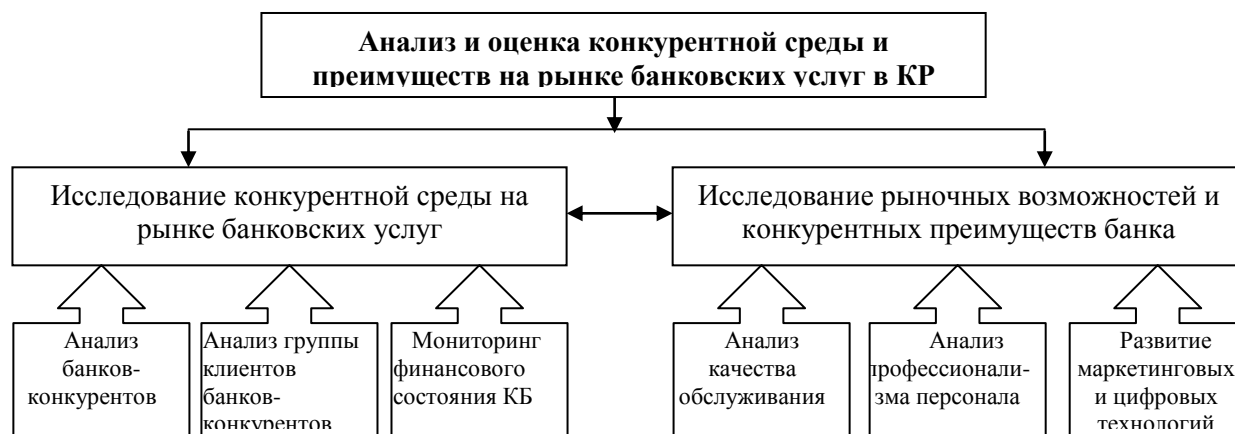 Анализ и оценка конкурентной среды и
преимуществ на рынке банковских услуг в КР
Исследование конкурентной среды на
рынке банковских услуг
Исследование рыночных возможностей и
конкурентных преимуществ банка
Анализ
банков-
конкурентов
Анализ группы
клиентов
банков-
конкурентов
Мониторинг
финансового
состояния КБ
Анализ
качества
обслуживания
Анализ
профессионали-
зма персонала
Развитие
маркетинговых
и цифровых
технологий